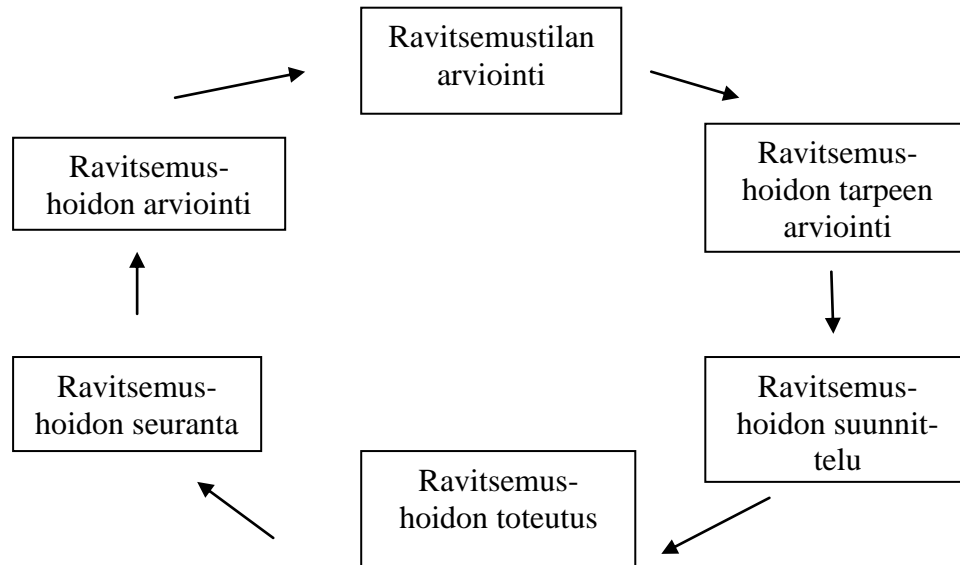 Ravitsemustilan
arviointi
Ravitsemus-
hoidon tarpeen
arviointi
Ravitsemus-
hoidon suunnit-
telu
Ravitsemus-
hoidon toteutus
Ravitsemus-
hoidon seuranta
Ravitsemus-
hoidon arviointi